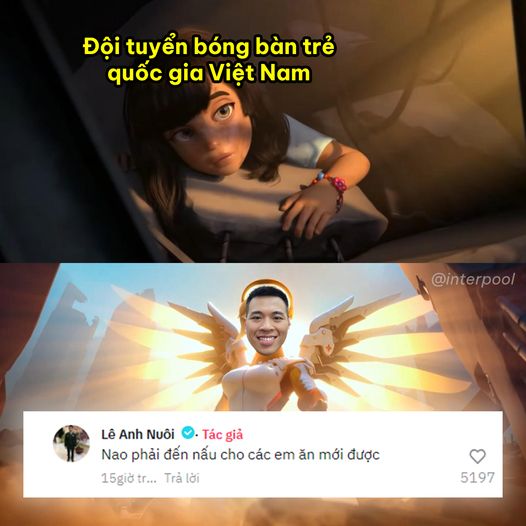 Đội tuyển bóng bàn trẻ
quốc gia Việt Nam
@interpool
Lê Anh Nuôi · Tác giả
Nao phải đến nấu cho các em ăn mới được
15giờ tr... Trả lời
5197